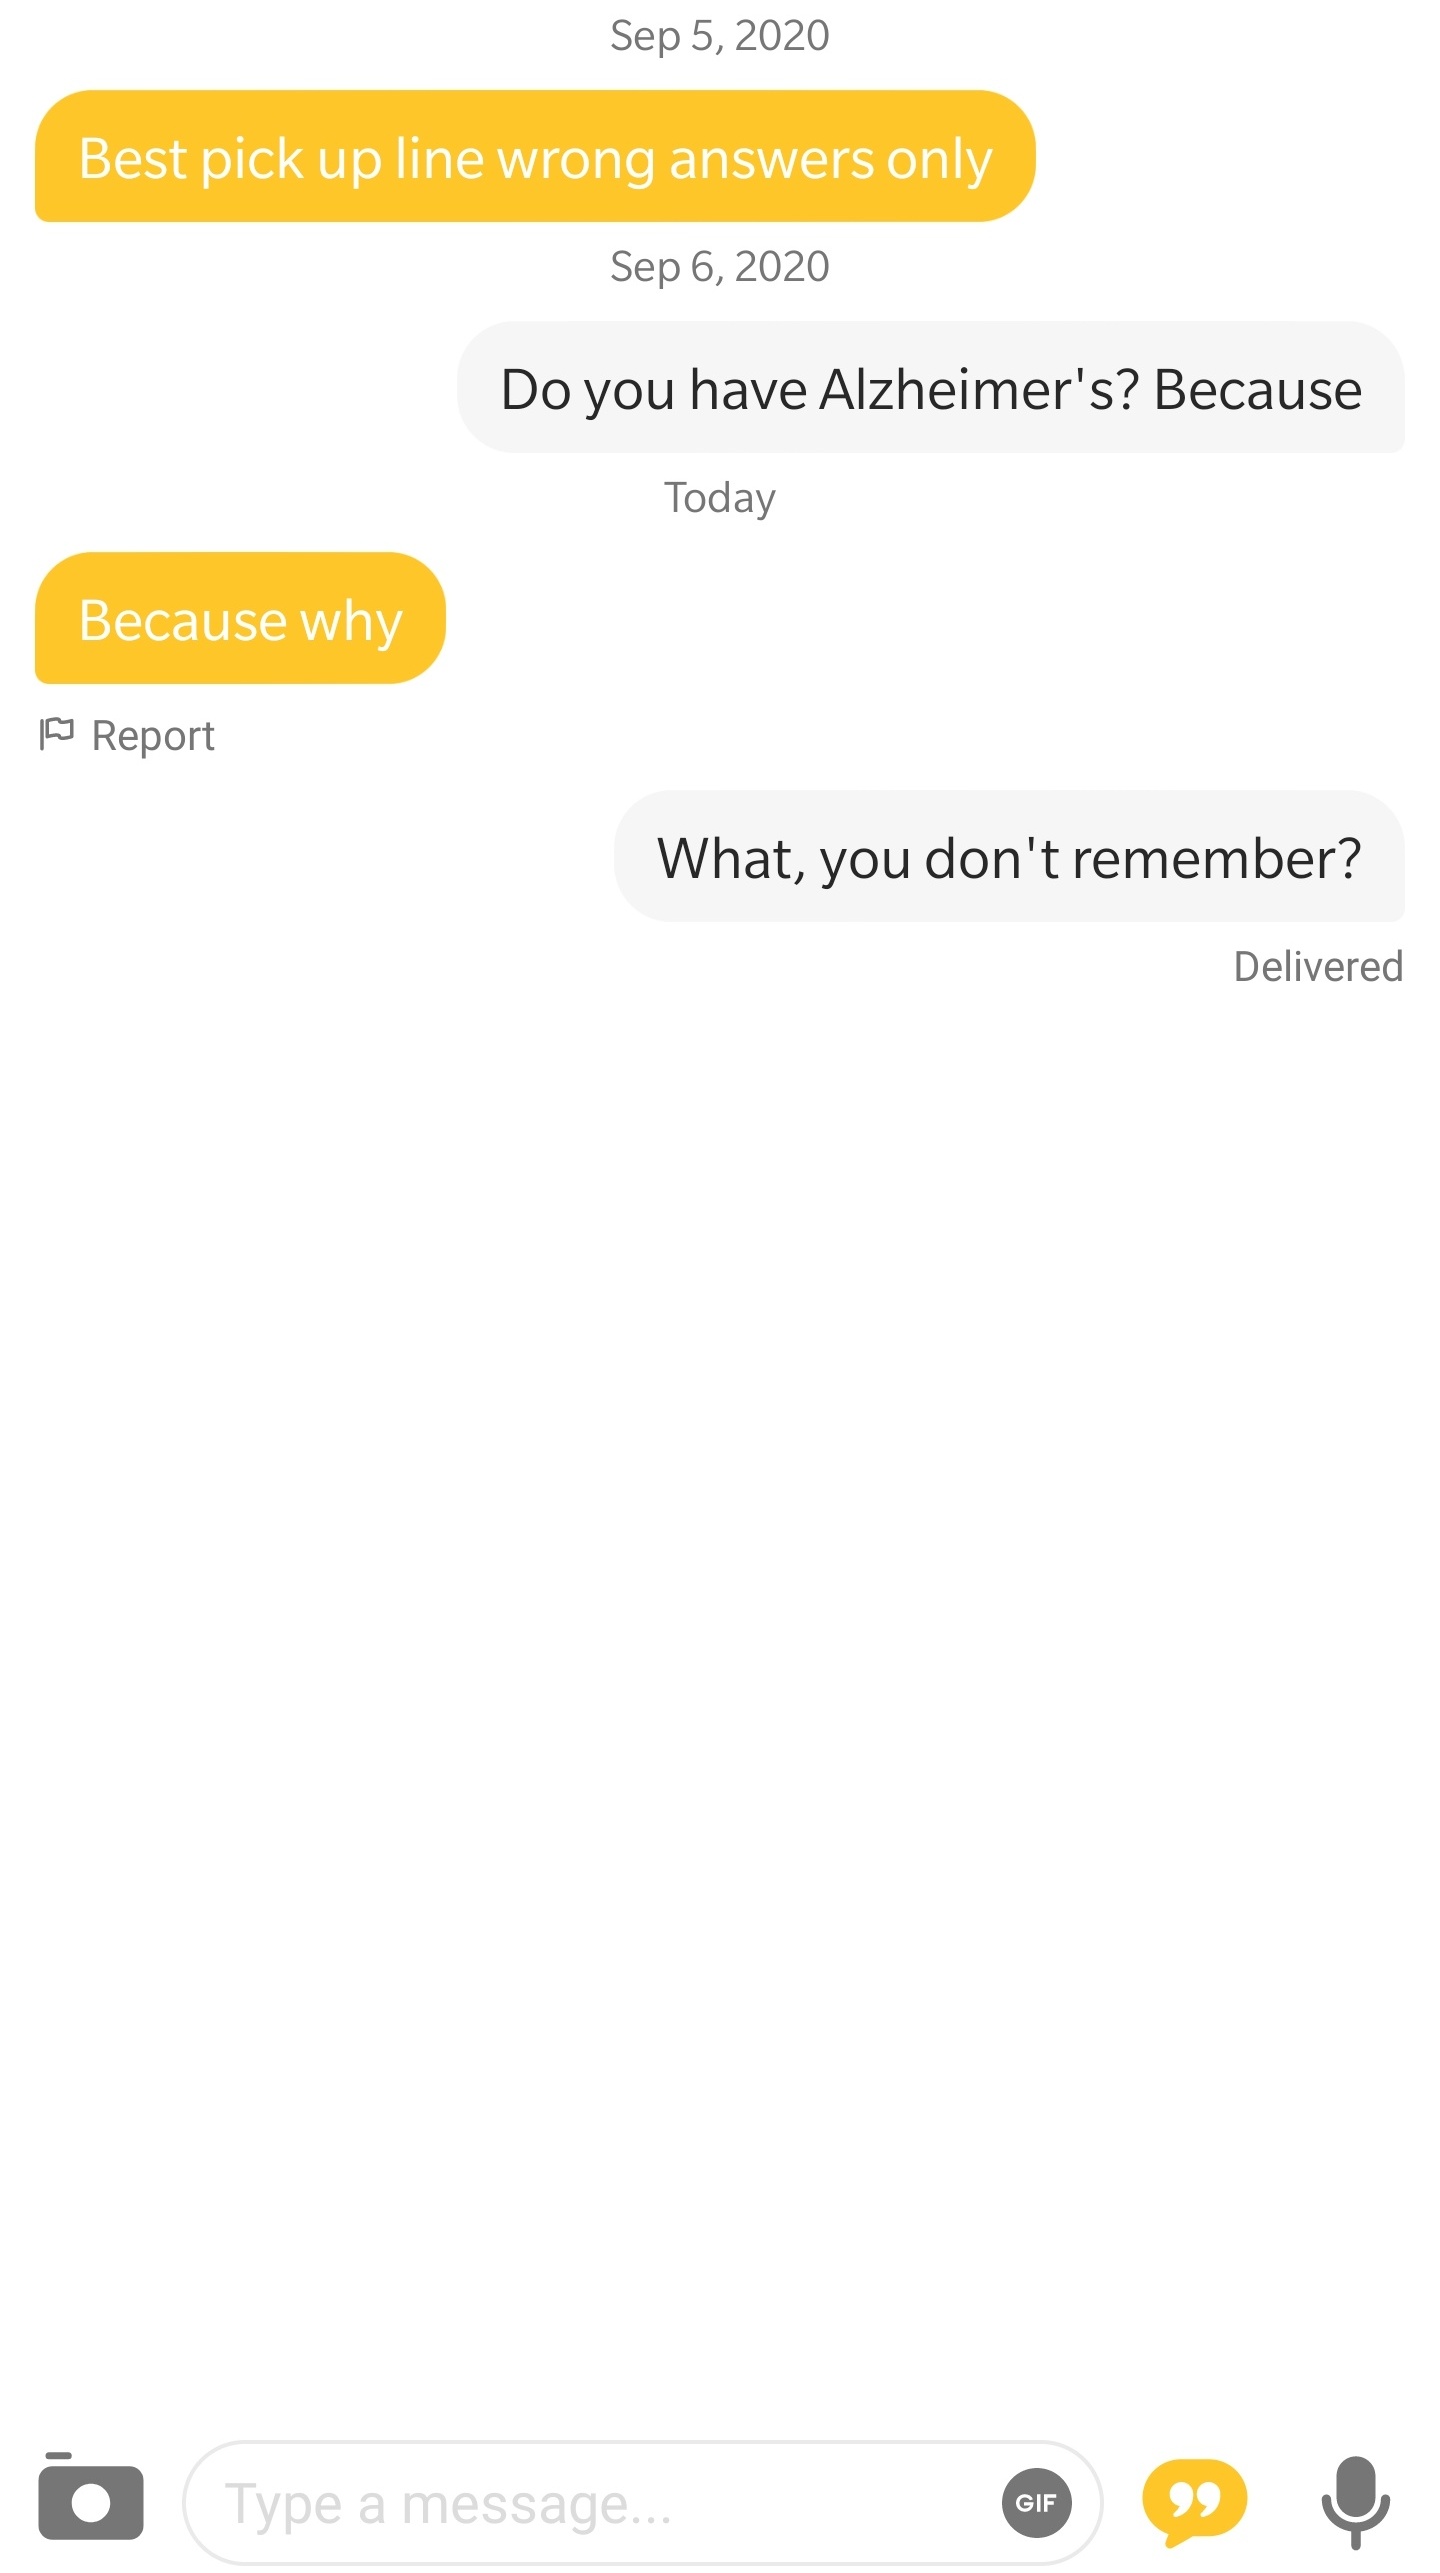 Sep 5, 2020
Best pick up line wrong answers only
Sep 6, 2020
Do you have Alzheimer's? Because
Today
Because why
Report
What, you don't remember?
Delivered
Type a message...
GIF